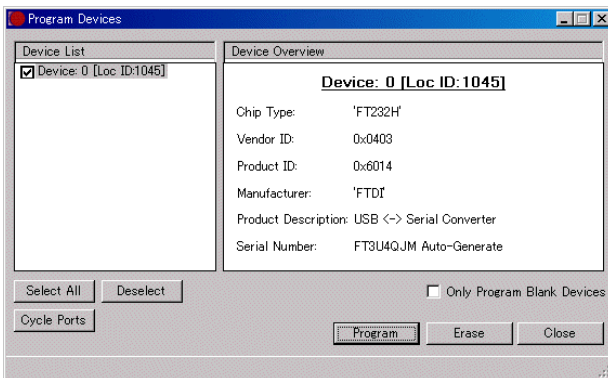 Program Devices
Device List
Device: 0 [Loc ID:1045]
Device Overview
Device: 0 [Loc ID:1045]
Chip Type: 'FT232H'
Vendor ID: 0x0403
Product ID: 0x6014
Manufacturer: 'FTDI'
Product Description: USB <-> Serial Converter
Serial Number: FT3U4QJM Auto-Generate
Select All
Deselect
Only Program Blank Devices
Cycle Ports
Program
Erase
Close